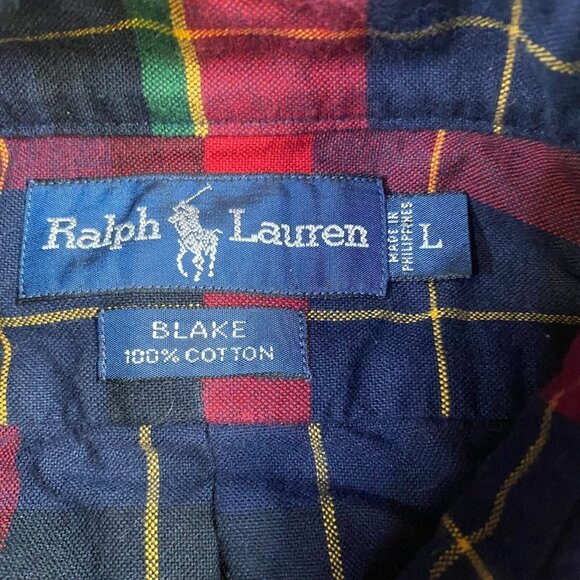 Ralph Lauren
MADE IN
PHILIPPINES
L
BLAKE
100% COTTON